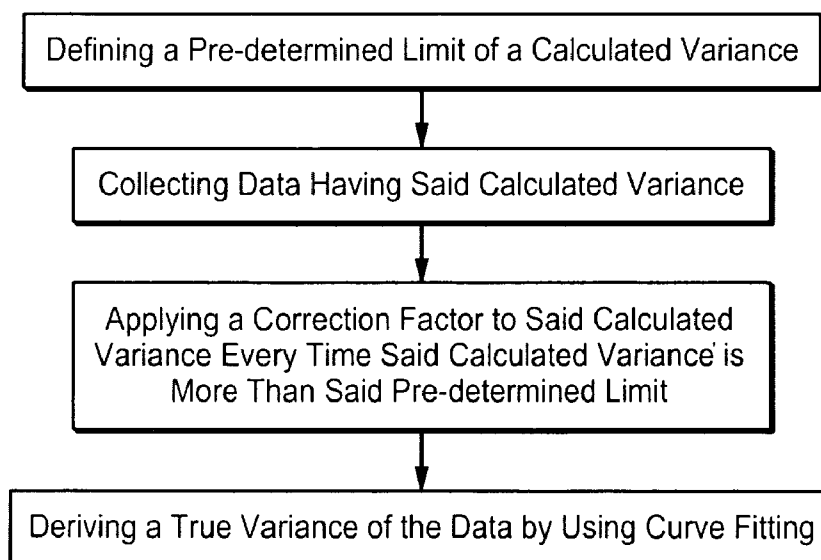 Defining a Pre-determined Limit of a Calculated Variance
Collecting Data Having Said Calculated Variance
Applying a Correction Factor to Said Calculated
Variance Every Time Said Calculated Variance is
More Than Said Pre-determined Limit
Deriving a True Variance of the Data by Using Curve Fitting